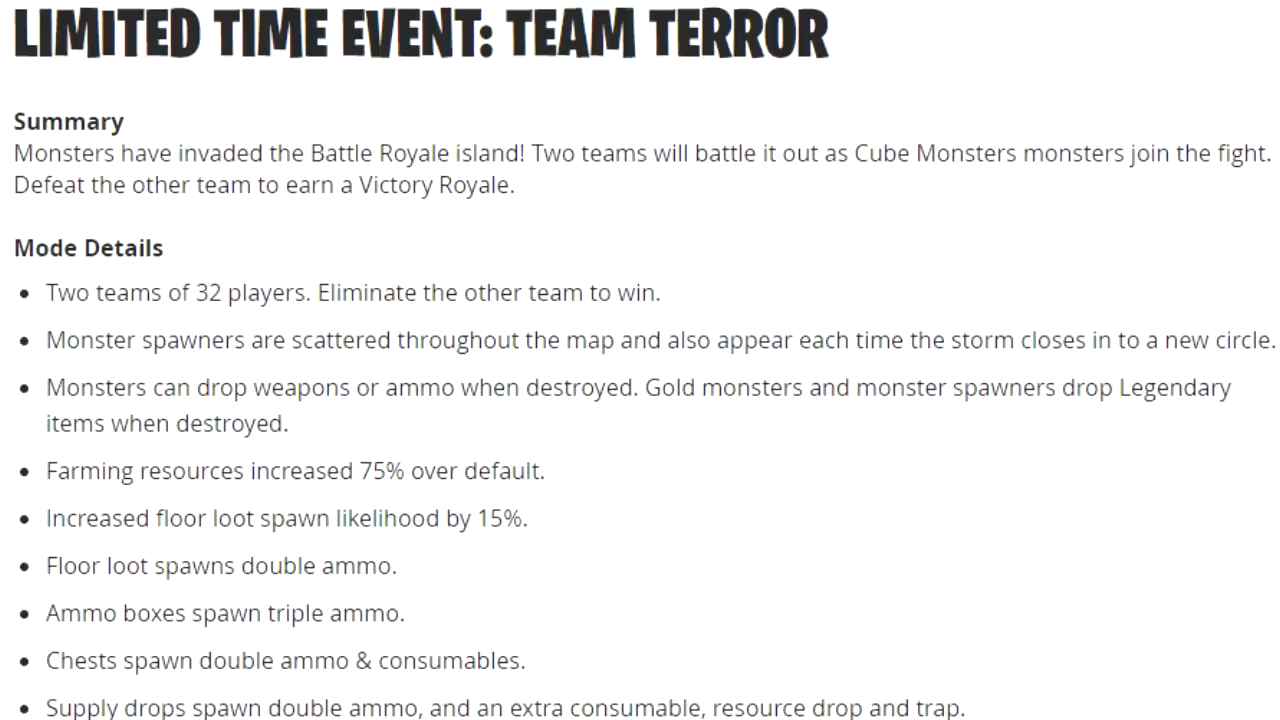 LIMITED TIME EVENT: TEAM TERROR
Summary
Monsters have invaded the Battle Royale island! Two teams will battle it out as Cube Monsters monsters join the fight.
Defeat the other team to earn a Victory Royale.
Mode Details
• Two teams of 32 players. Eliminate the other team to win.
• Monster spawners are scattered throughout the map and also appear each time the storm closes in to a new circle.
• Monsters can drop weapons or ammo when destroyed. Gold monsters and monster spawners drop Legendary
items when destroyed.
• Farming resources increased 75% over default.
• Increased floor loot spawn likelihood by 15%.
• Floor loot spawns double ammo.
• Ammo boxes spawn triple ammo.
• Chests spawn double ammo & consumables.
• Supply drops spawn double ammo, and an extra consumable, resource drop and trap.